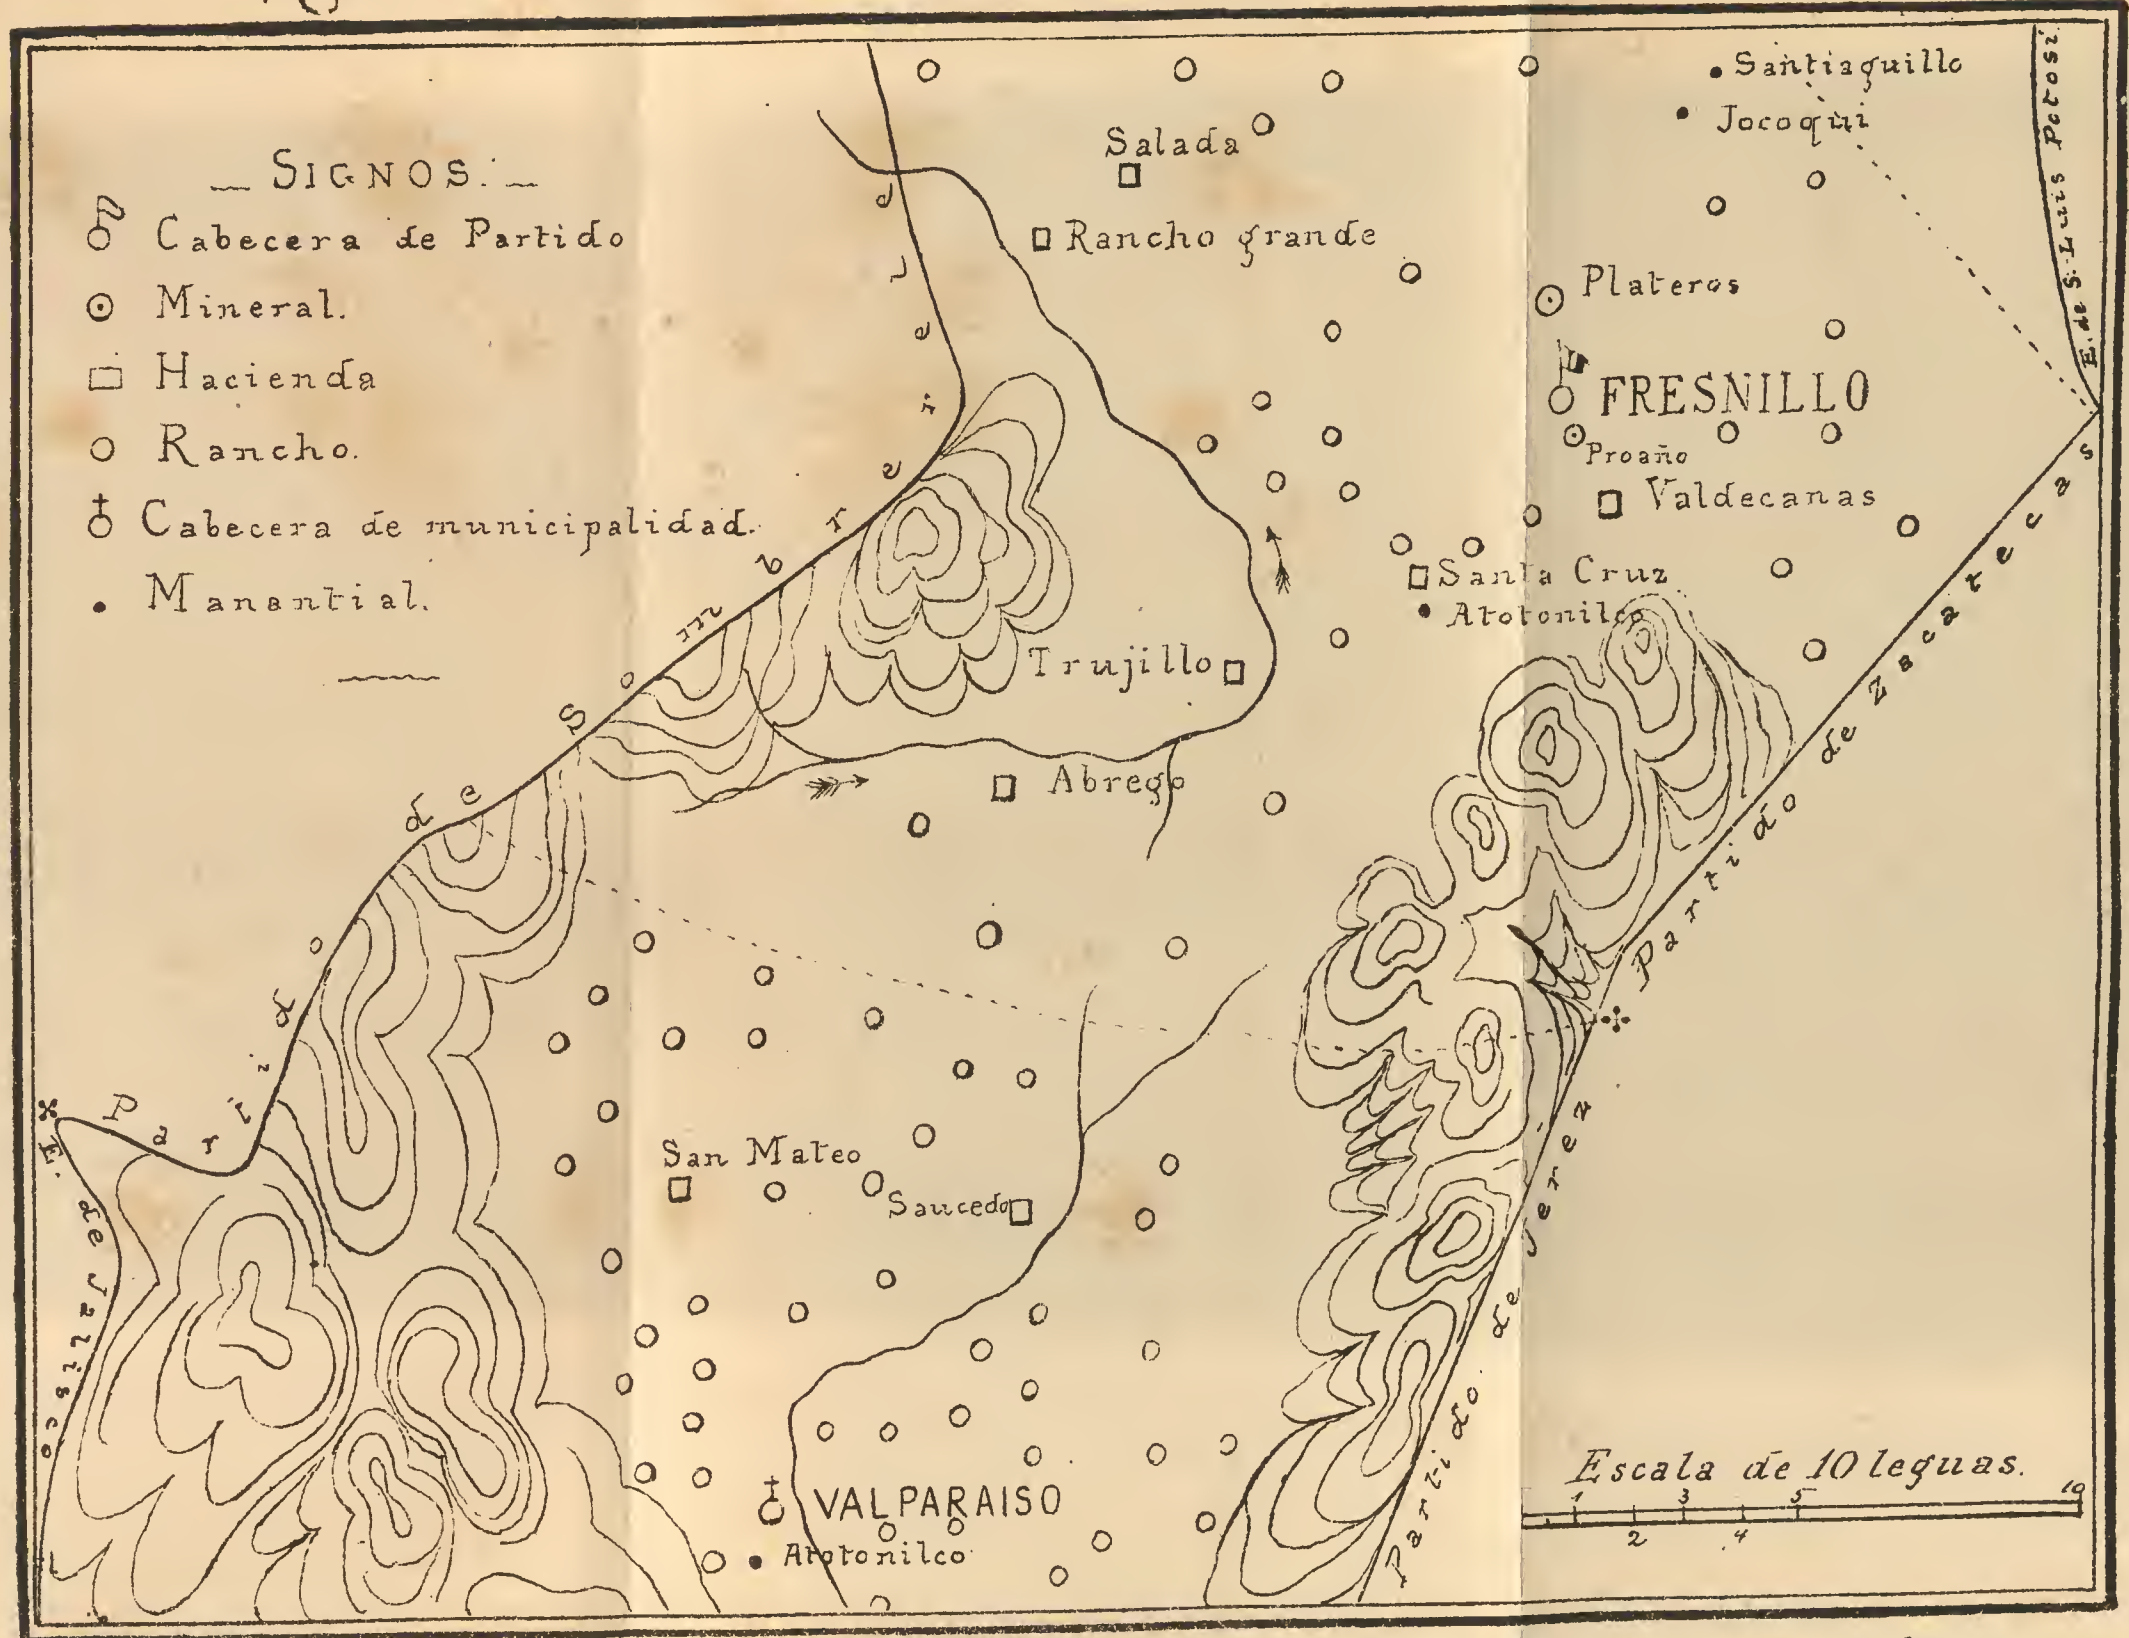 SIGNOS.
Cabecera de Partido
Mineral.
Hacienda
Rancho.
Cabecera de municipalidad.
Manantial.
Santiaguillo
Jocoqui
Salada
Rancho grande
Plateros
FRESNILLO
Proaño
Valdecanas
Santa Cruz
Atotonilco
Trujillo
Abrego
San Mateo
Saucedo
VALPARAISO
Atotonilco
Partido de Sombrerele
E. de Jalisco
E. de S. Luis Potosí
Partido de Zacatecas
Partido de Jerez
Escala de 10 leguas.
1 3 5 10
2 4